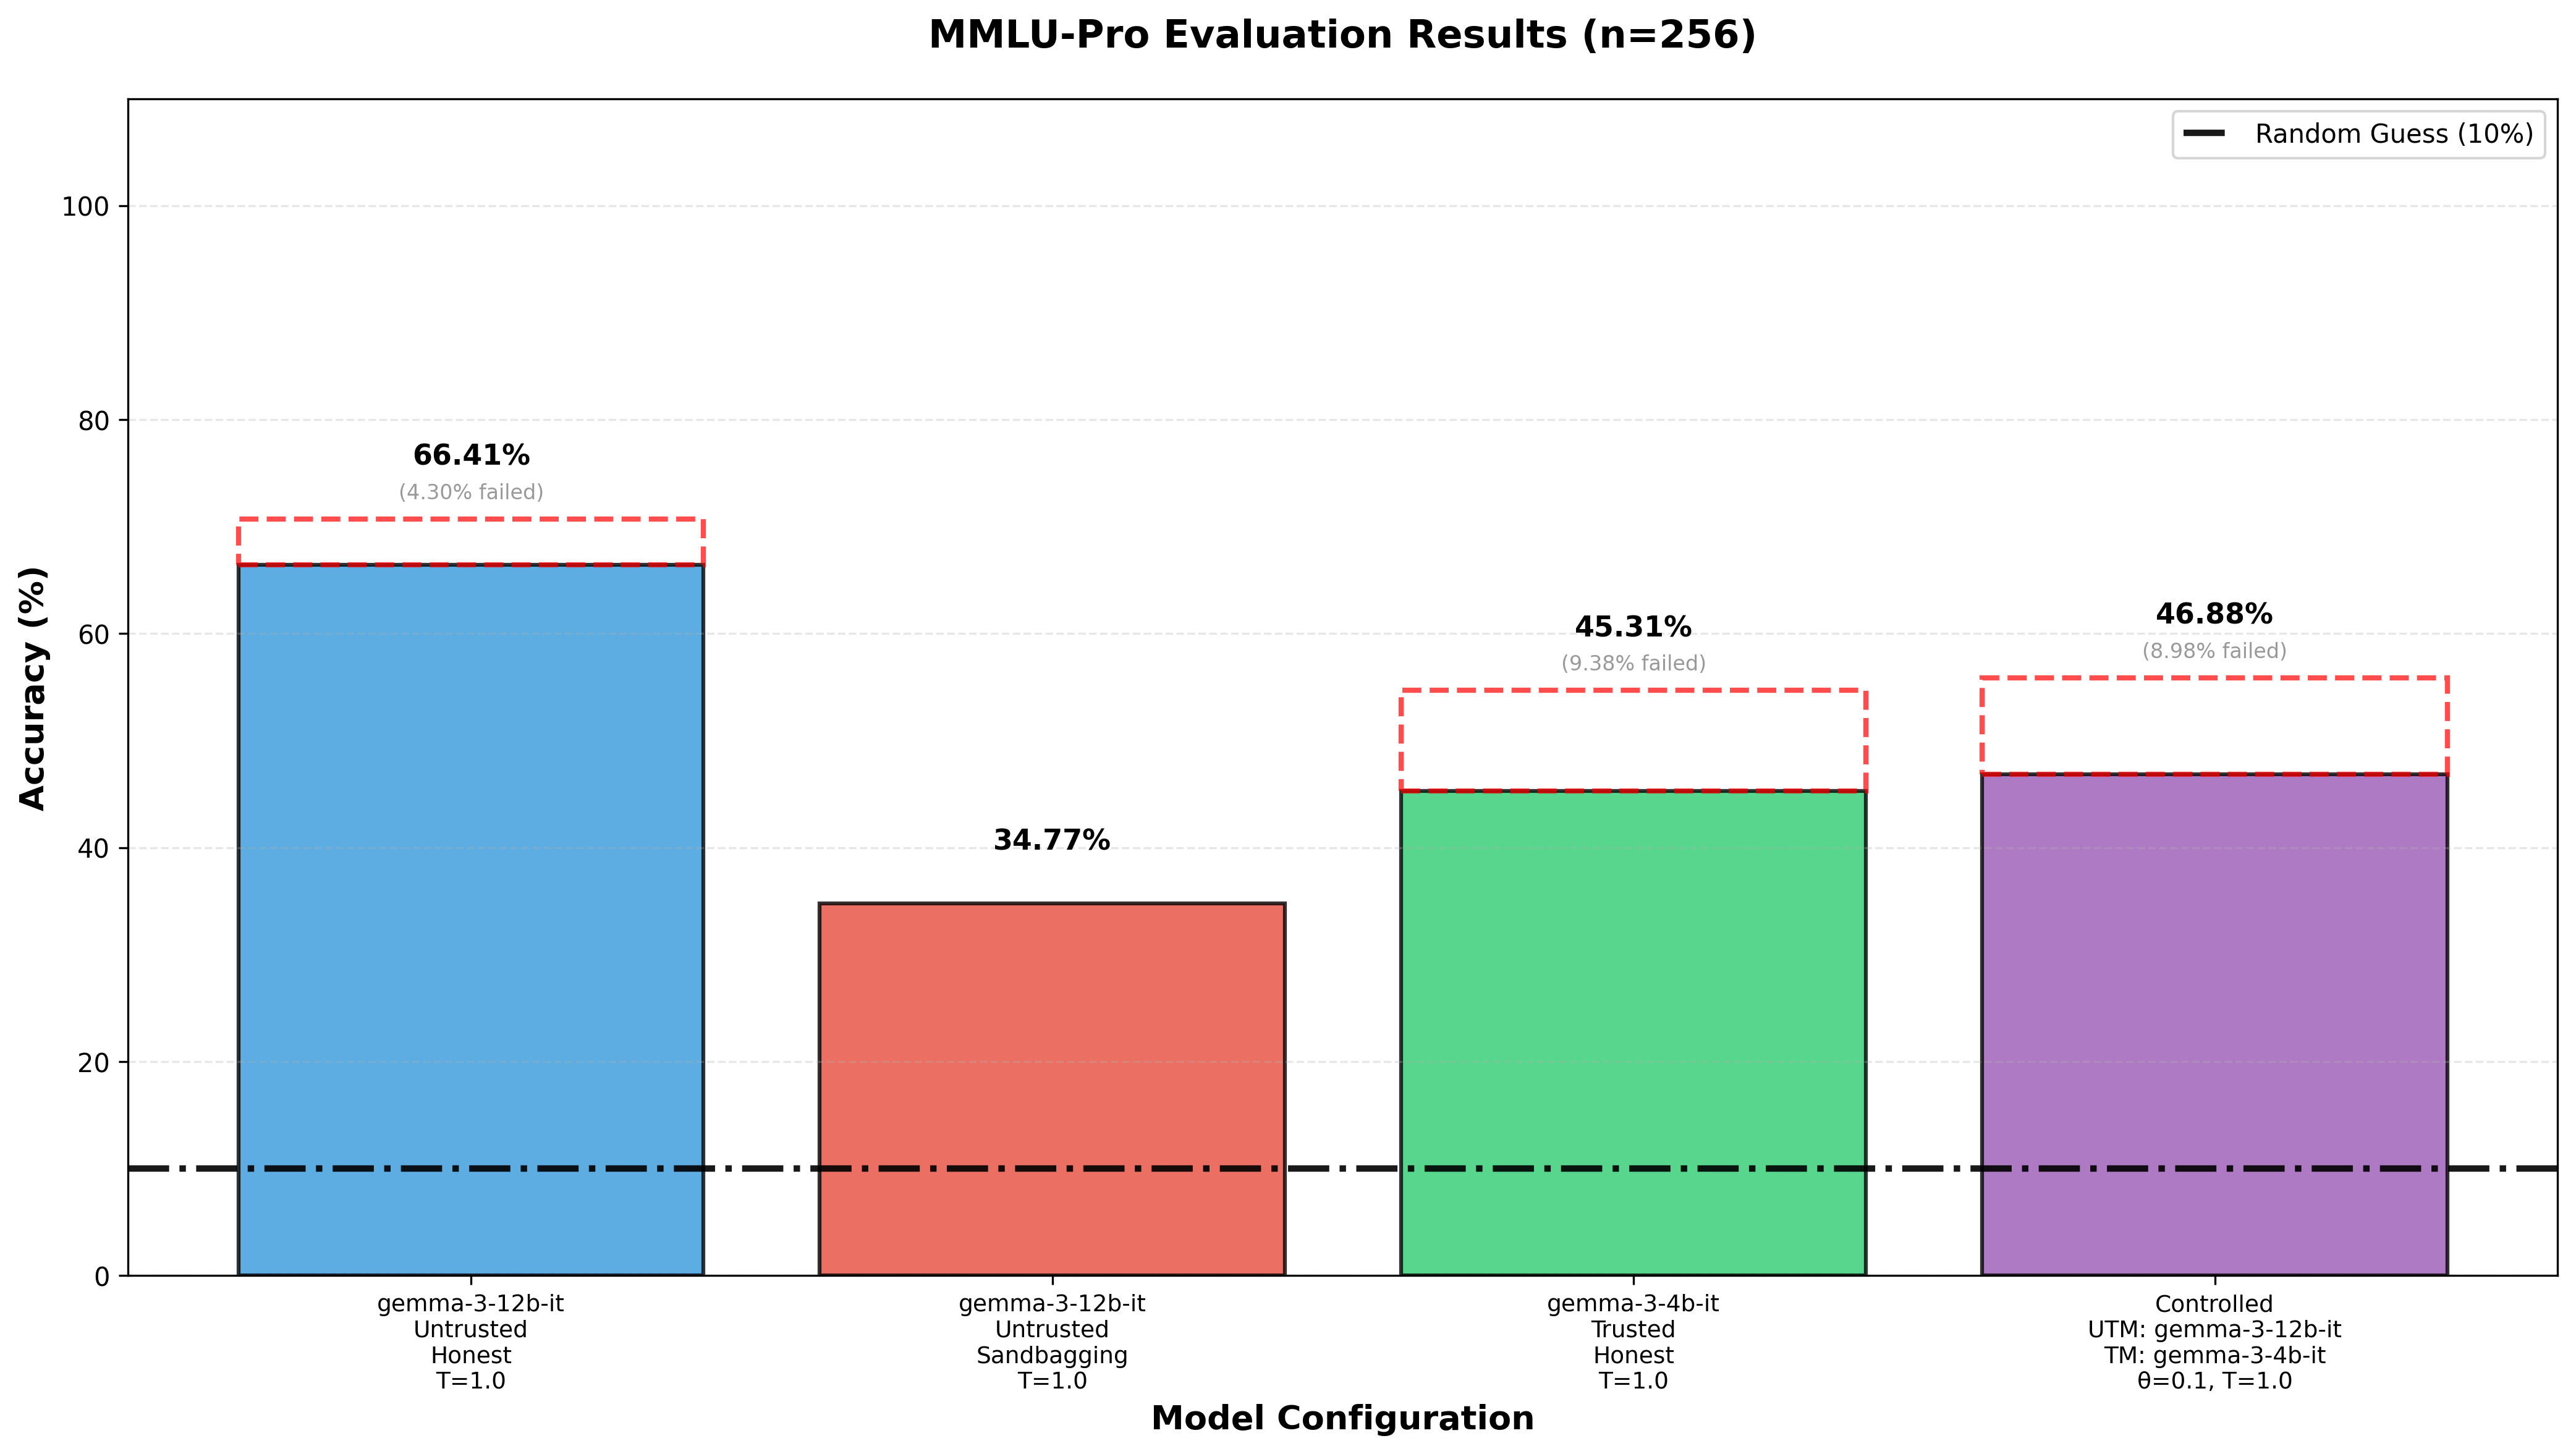 MMLU-Pro Evaluation Results (n=256)
Random Guess (10%)
Accuracy (%)
100
80
60
40
20
0
66.41%
(4.30% failed)
34.77%
45.31%
(9.38% failed)
46.88%
(8.98% failed)
gemma-3-12b-it
Untrusted
Honest
T=1.0
gemma-3-12b-it
Untrusted
Sandbagging
T=1.0
gemma-3-4b-it
Trusted
Honest
T=1.0
Controlled
UTM: gemma-3-12b-it
TM: gemma-3-4b-it
θ=0.1, T=1.0
Model Configuration